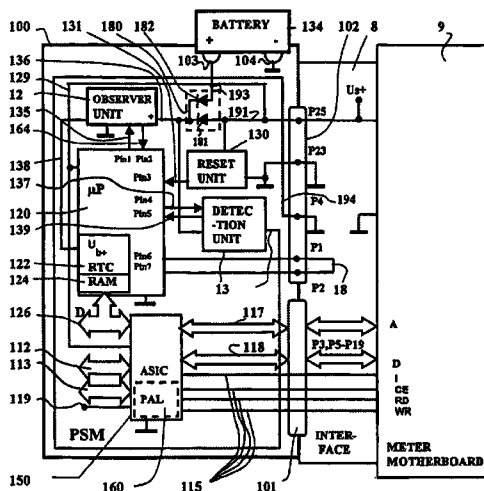 100
131
180
182
BATTERY
134
102
8
9
+
-
136
129
12
135
164
138
137
120
139
122
124
126
112
113
119
150
103
104
193
191
181
OBSERVER
UNIT
+
Pin1
Pin2
µP
Pin3
Pin4
Pin5
Pin6
Pin7
Ub+
RTC
RAM
D
130
RESET
UNIT
DETEC-
TION
UNIT
13
P25
Us+
P23
P4
194
P1
P2
18
117
118
ASIC
PAL
PSM
160
115
101
A
P3,P5-P19
D
I
CE
RD
WR
INTER-
FACE
METER
MOTHERBOARD